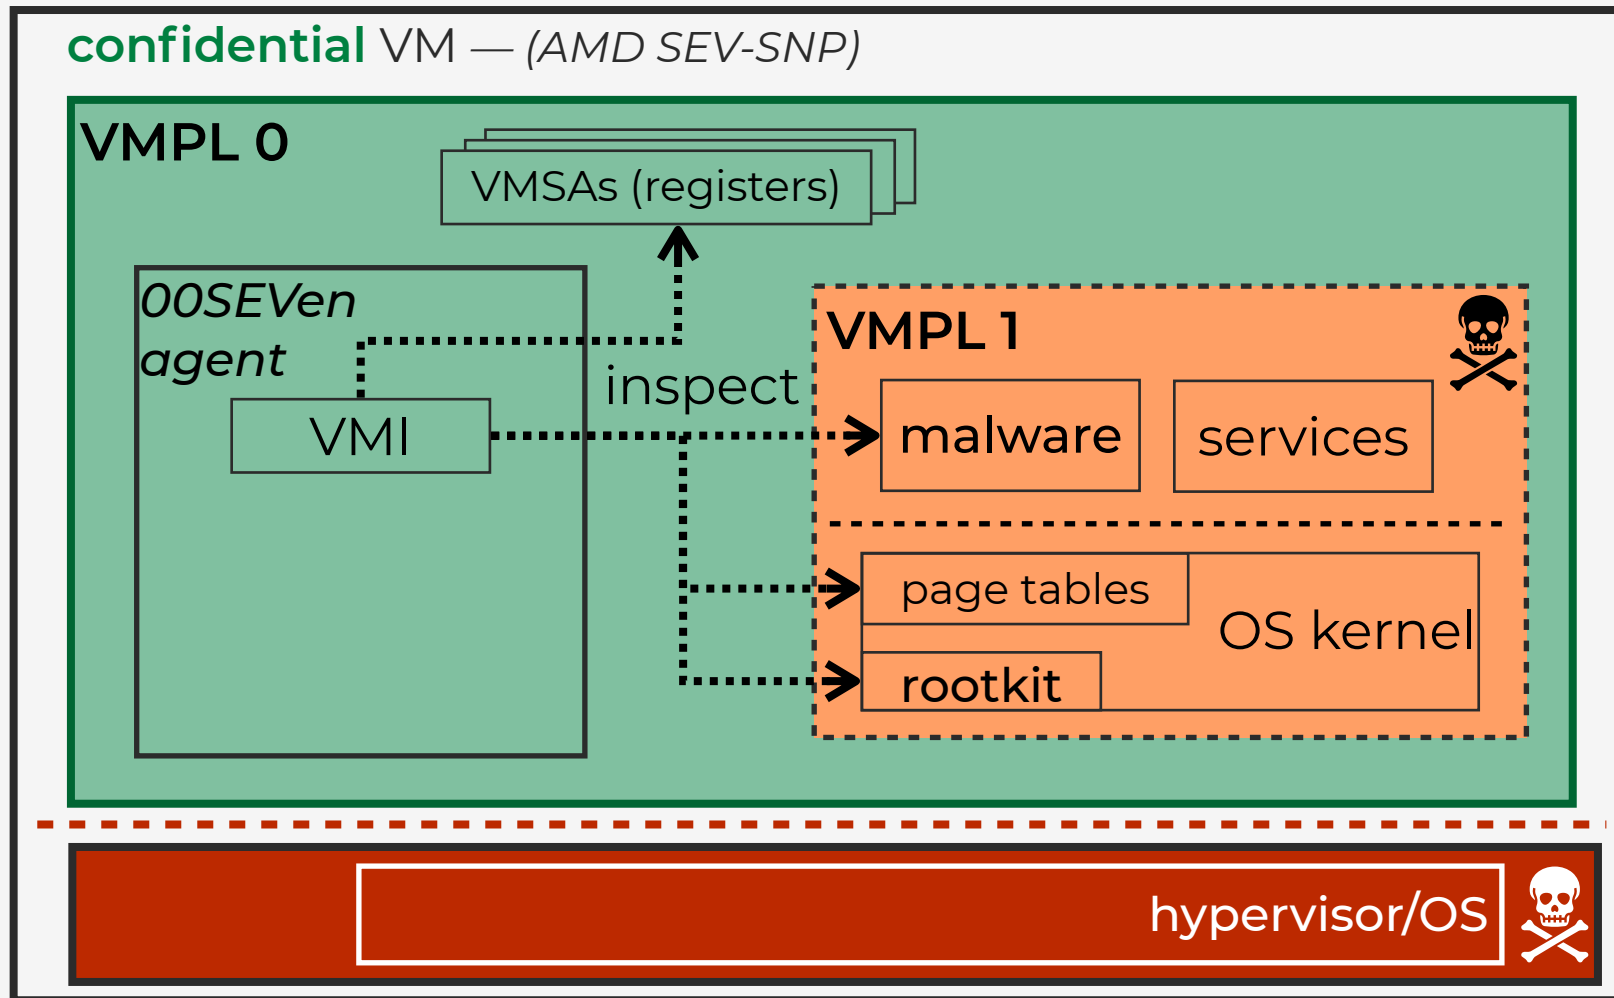 confidential VM — (AMD SEV-SNP)
VMPL 0
VMSAs (registers)
00SEVen
agent
VMI
inspect
VMPL 1
malware
services
page tables
OS kernel
rootkit
hypervisor/OS